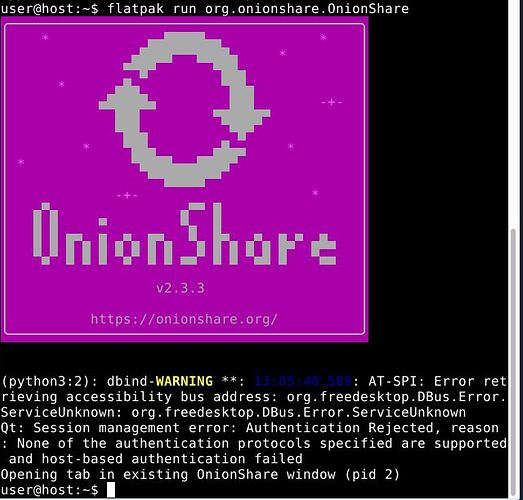 user@host:~$ flatpak run org.onionshare.OnionShare
OnionShare
v2.3.3
https://onionshare.org/
(python3:2): dbind-WARNING **: 13:05:40.589: AT-SPI: Error ret
rieving accessibility bus address: org.freedesktop.DBus.Error.
ServiceUnknown: org.freedesktop.DBus.Error.ServiceUnknown
Qt: Session management error: Authentication Rejected, reason
: None of the authentication protocols specified are supported
 and host-based authentication failed
Opening tab in existing OnionShare window (pid 2)
user@host:~$